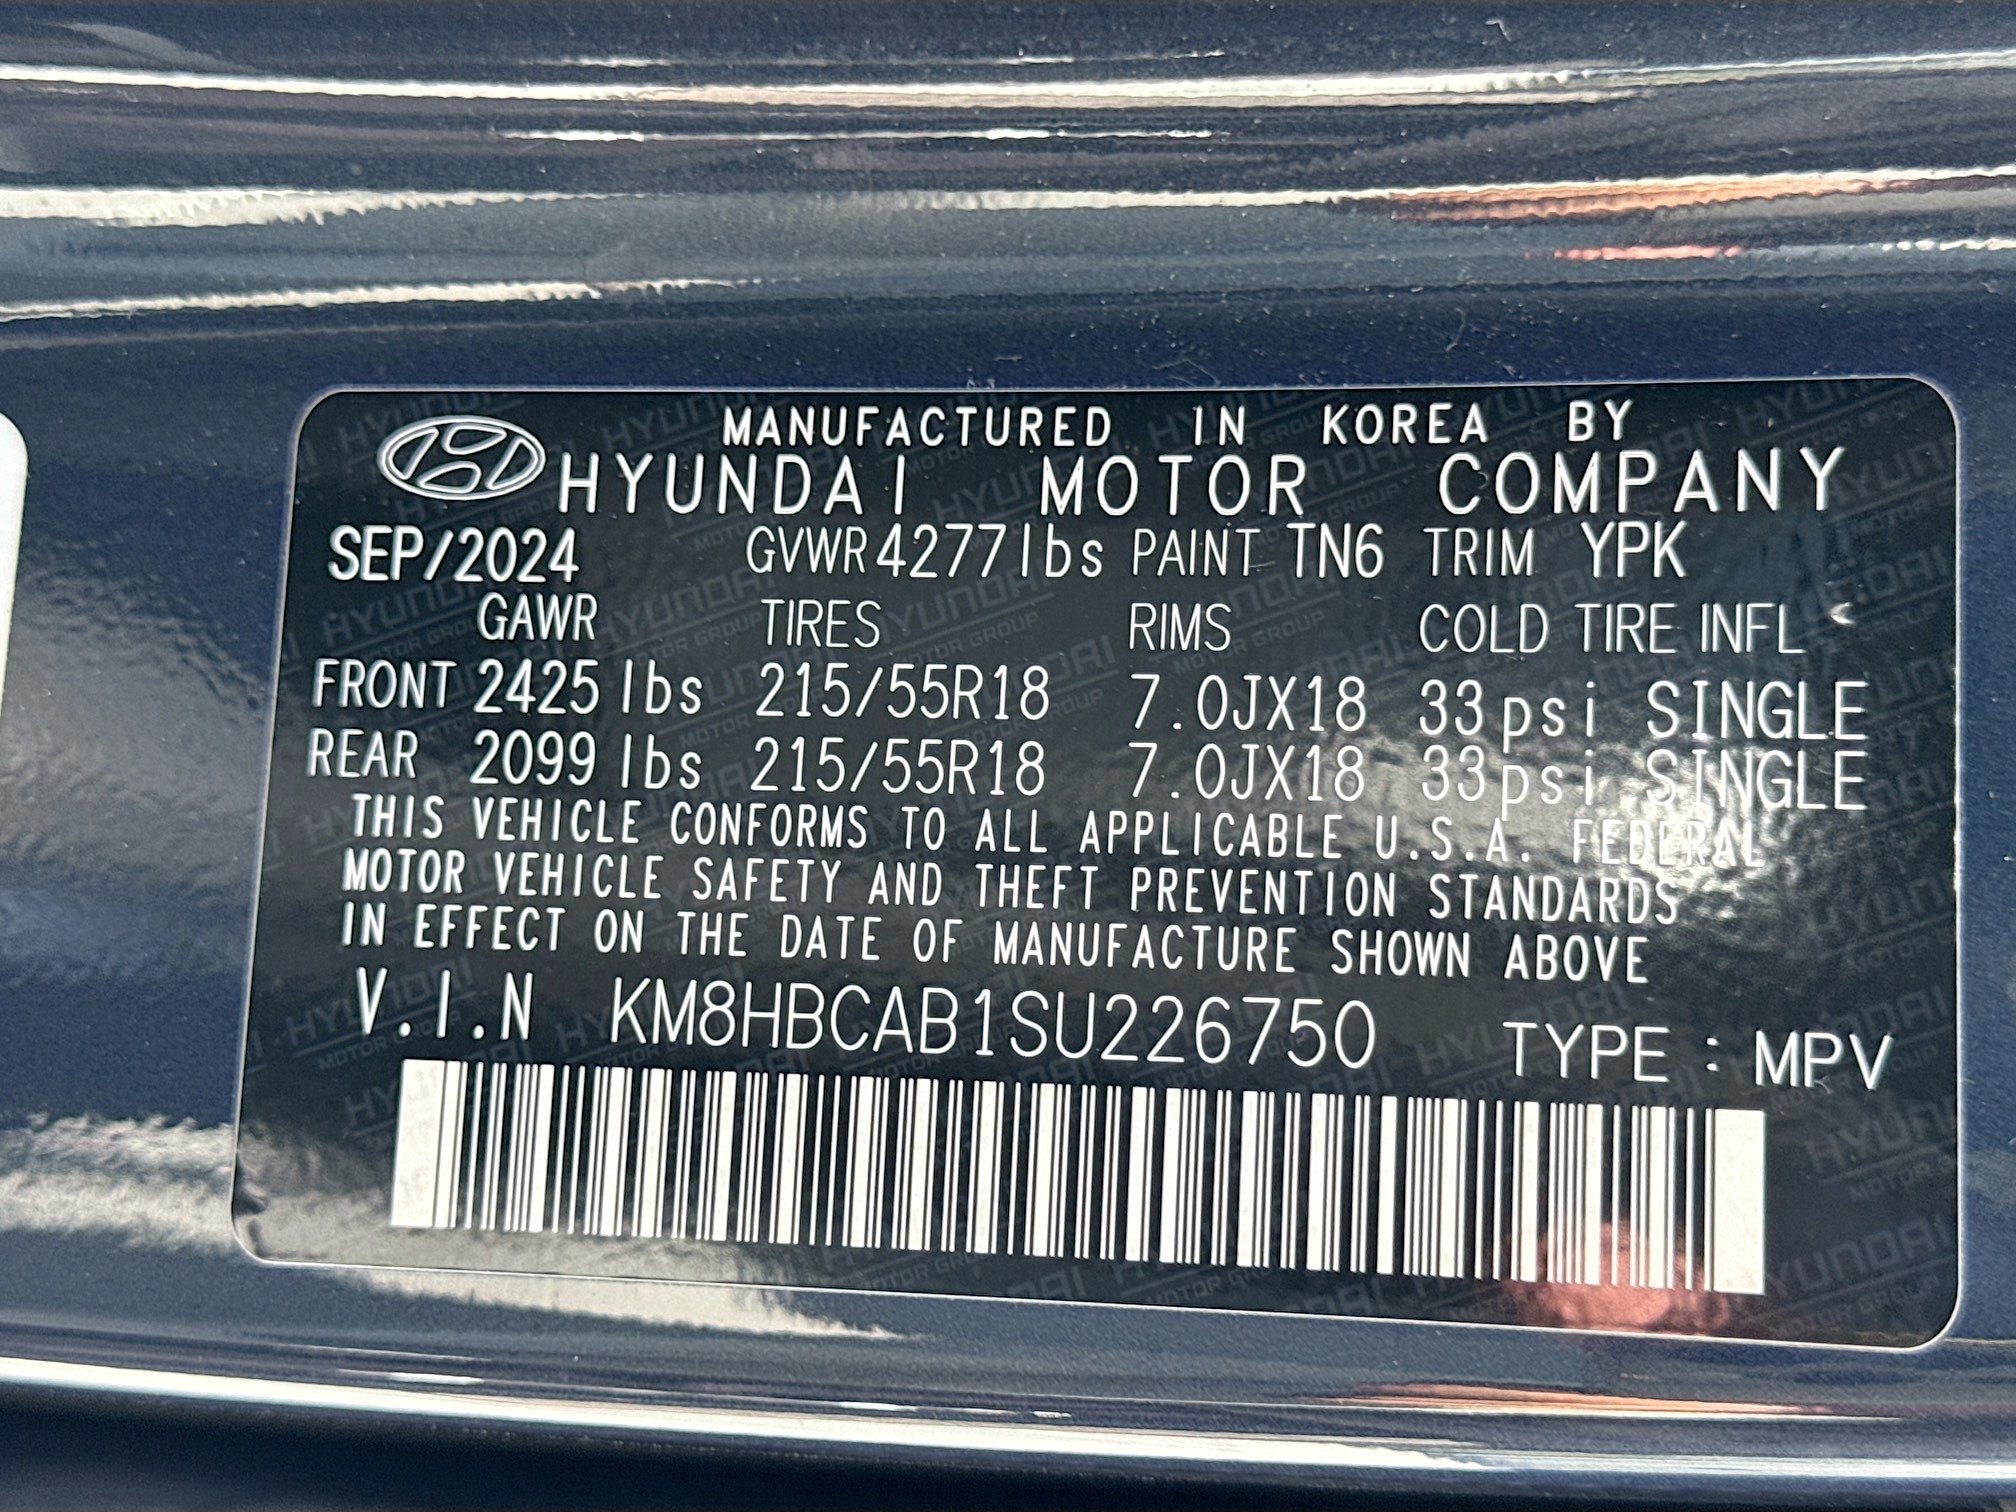 MANUFACTURED IN KOREA BY
HYUNDAI MOTOR COMPANY
SEP/2024 GVWR 4277lbs PAINT TN6 TRIM YPK
GAWR TIRES RIMS COLD TIRE INFL
FRONT 2425 lbs 215/55R18 7.0JX18 33psi SINGLE
REAR 2099 lbs 215/55R18 7.0JX18 33psi SINGLE
THIS VEHICLE CONFORMS TO ALL APPLICABLE U.S.A. FEDERAL
MOTOR VEHICLE SAFETY AND THEFT PREVENTION STANDARDS
IN EFFECT ON THE DATE OF MANUFACTURE SHOWN ABOVE
V.I.N KM8HBCAB1SU226750 TYPE : MPV